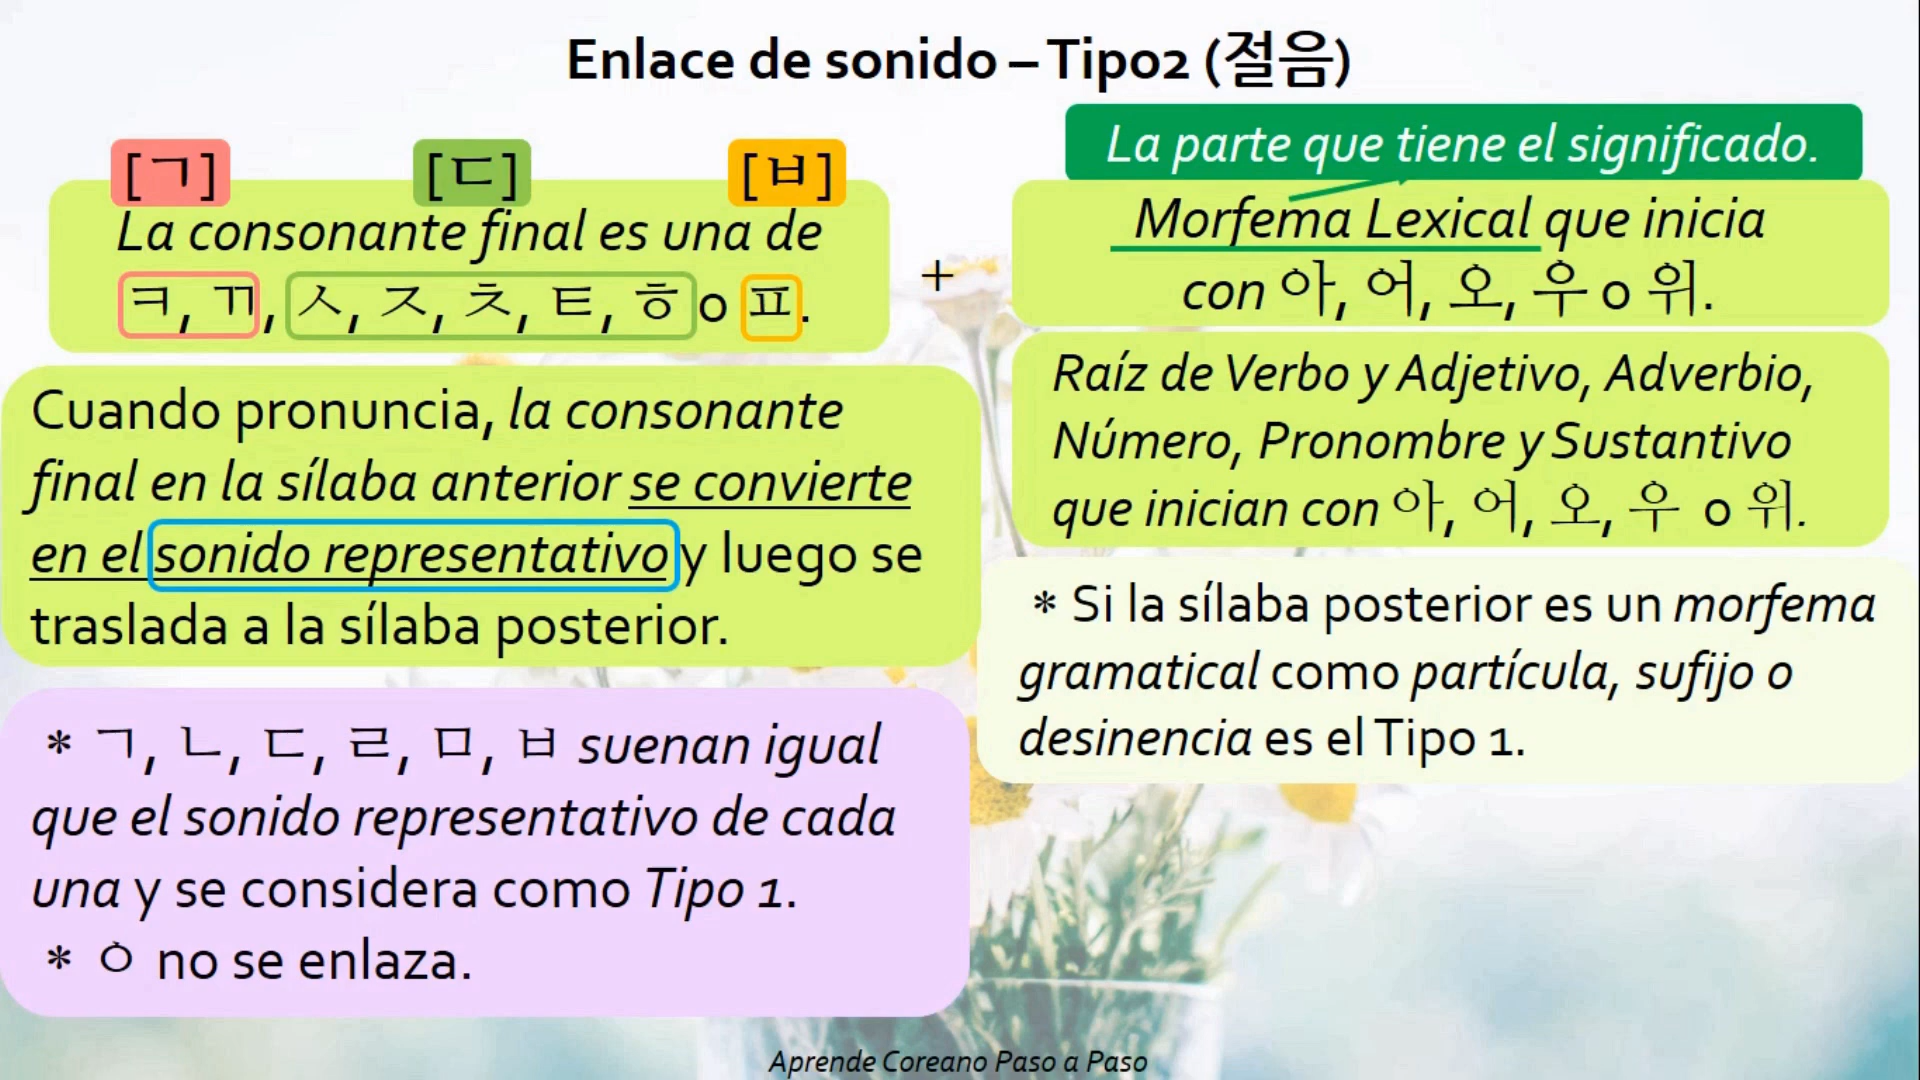 Enlace de sonido – Tipo2 (절음)
[ㄱ] [ㄷ] [ㅂ]
La consonante final es una de
ㅋ, ㄲ, ㅅ, ㅈ, ㅊ, ㅌ, ㅎ o ㅍ.
+
La parte que tiene el significado.
Morfema Lexical que inicia
con 아, 어, 오, 우 o 위.
Cuando pronuncia, la consonante
final en la sílaba anterior se convierte
en el sonido representativo y luego se
traslada a la sílaba posterior.
Raíz de Verbo y Adjetivo, Adverbio,
Número, Pronombre y Sustantivo
que inician con 아, 어, 오, 우 o 위.
* Si la sílaba posterior es un morfema
gramatical como partícula, sufijo o
desinencia es el Tipo 1.
* ㄱ, ㄴ, ㄷ, ㄹ, ㅁ, ㅂ suenan igual
que el sonido representativo de cada
una y se considera como Tipo 1.
* ㆁ no se enlaza.
Aprende Coreano Paso a Paso